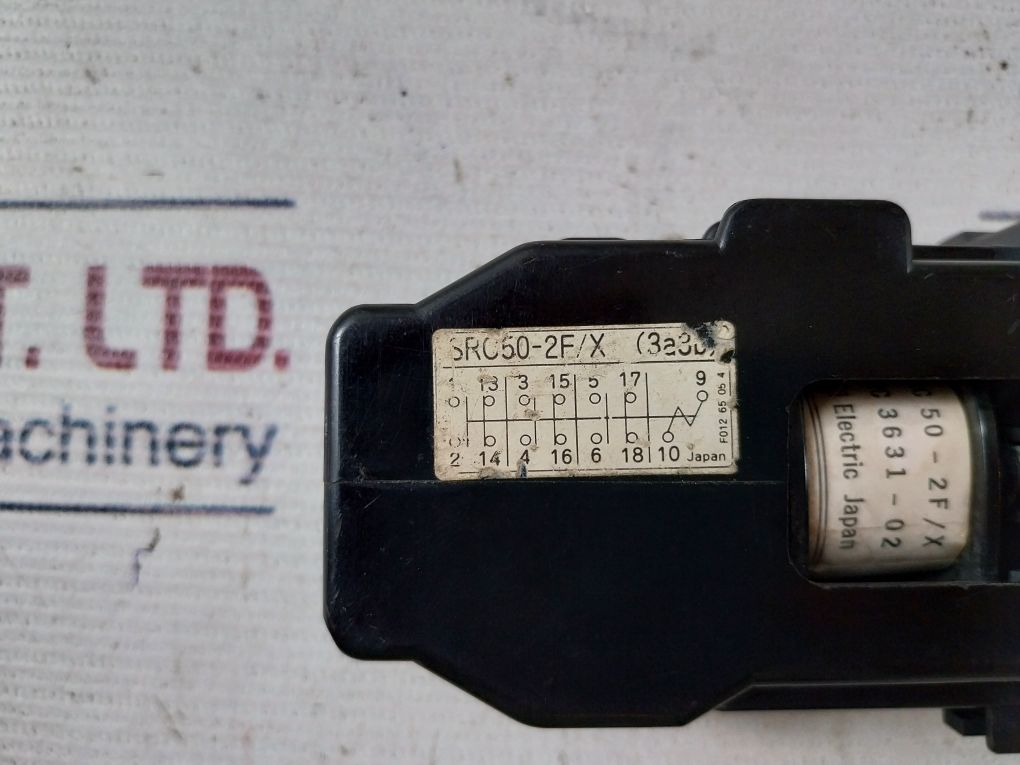 T. LTD.
achinery
SRC50-2F/X (3a3b)
1 13 3 15 5 17 9
2 14 4 16 6 18 10 Japan
F012 65 05 4
C 50-2F/X
C 3631-02
Electric Japan